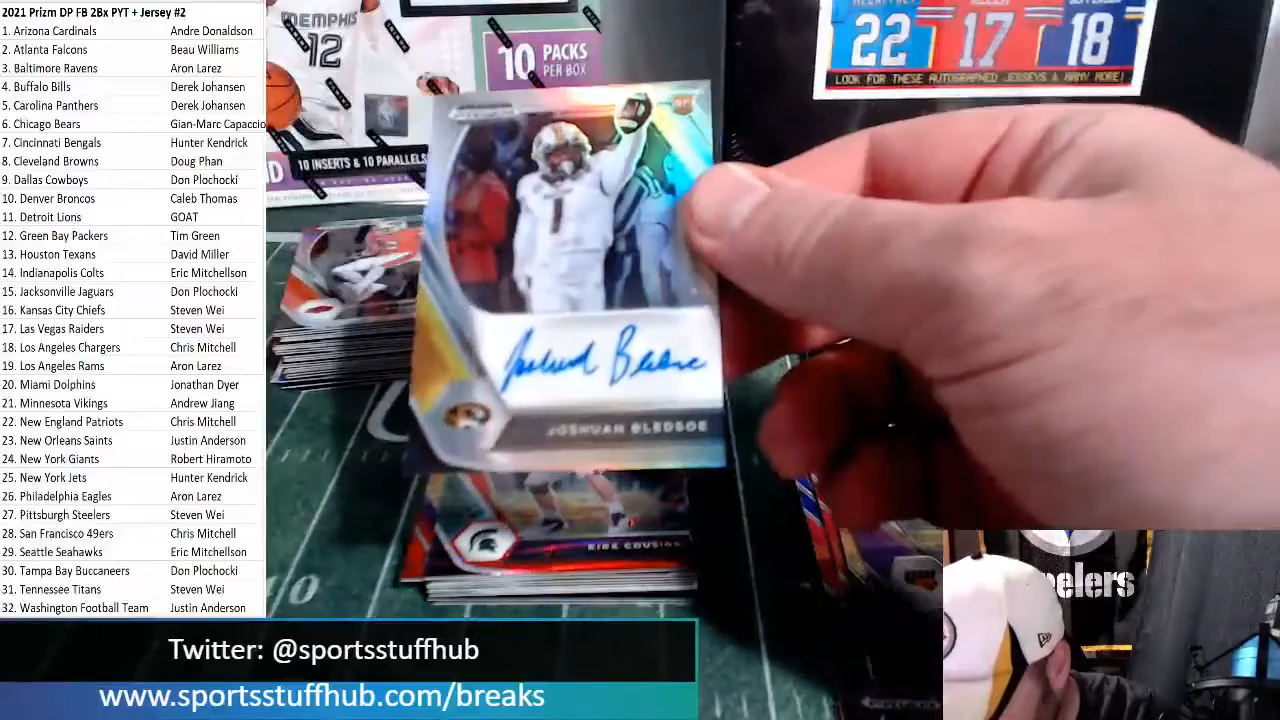 2021 Prizm DP FB 2Bx PYT + Jersey #2
1. Arizona Cardinals Andre Donaldson
2. Atlanta Falcons Beau Williams
3. Baltimore Ravens Aron Larez
4. Buffalo Bills Derek Johansen
5. Carolina Panthers Derek Johansen
6. Chicago Bears Gian-Marc Capaccio
7. Cincinnati Bengals Hunter Kendrick
8. Cleveland Browns Doug Phan
9. Dallas Cowboys Don Plochocki
10. Denver Broncos Caleb Thomas
11. Detroit Lions GOAT
12. Green Bay Packers Tim Green
13. Houston Texans David Miller
14. Indianapolis Colts Eric Mitchellson
15. Jacksonville Jaguars Don Plochocki
16. Kansas City Chiefs Steven Wei
17. Las Vegas Raiders Steven Wei
18. Los Angeles Chargers Chris Mitchell
19. Los Angeles Rams Aron Larez
20. Miami Dolphins Jonathan Dyer
21. Minnesota Vikings Andrew Jiang
22. New England Patriots Chris Mitchell
23. New Orleans Saints Justin Anderson
24. New York Giants Robert Hiramoto
25. New York Jets Hunter Kendrick
26. Philadelphia Eagles Aron Larez
27. Pittsburgh Steelers Steven Wei
28. San Francisco 49ers Chris Mitchell
29. Seattle Seahawks Eric Mitchellson
30. Tampa Bay Buccaneers Don Plochocki
31. Tennessee Titans Steven Wei
32. Washington Football Team Justin Anderson
MEMPHIS
12
10 PACKS
PER BOX
10 INSERTS & 10 PARALLELS
22 17 18
LOOK FOR THESE AUTOGRAPHED JERSEYS & MANY MORE!
1
JOSHUAH BLEDSOE
KIRK COUSINS
elers
Twitter: @sportsstuffhub
www.sportsstuffhub.com/breaks